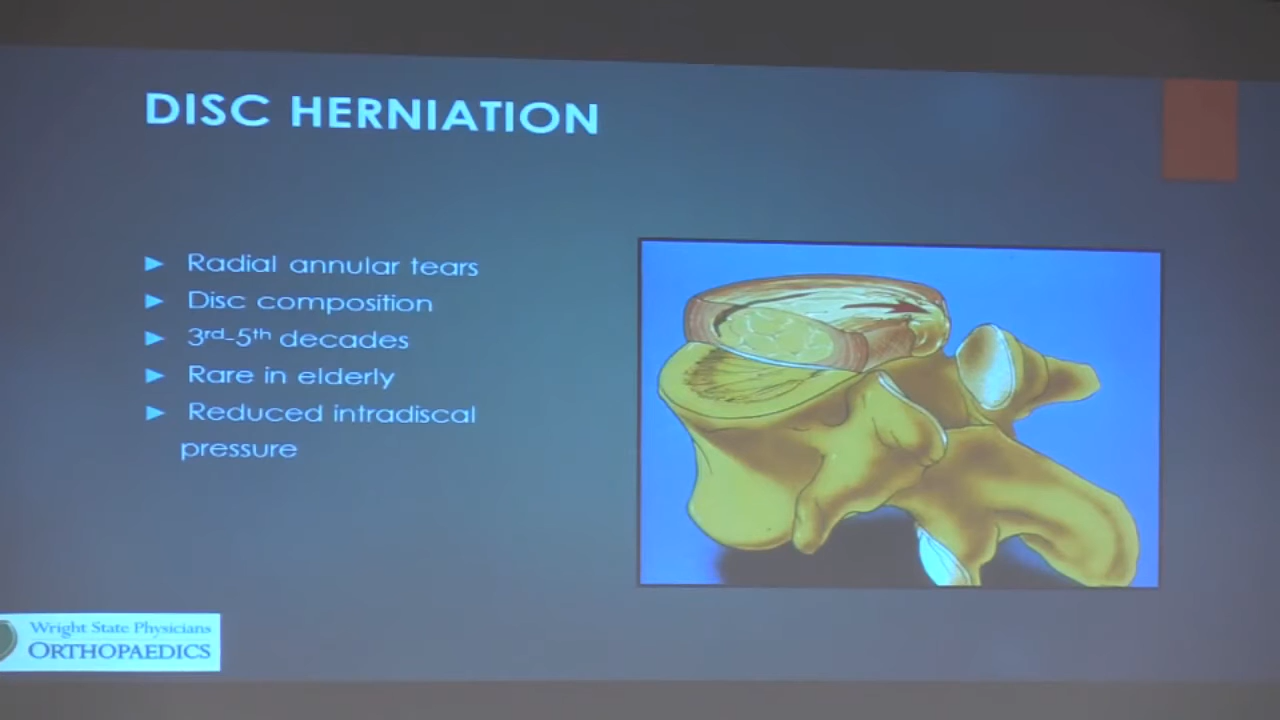 DISC HERNIATION
► Radial annular tears
► Disc composition
► 3rd-5th decades
► Rare in elderly
► Reduced intradiscal
pressure
Wright State Physicians
ORTHOPAEDICS